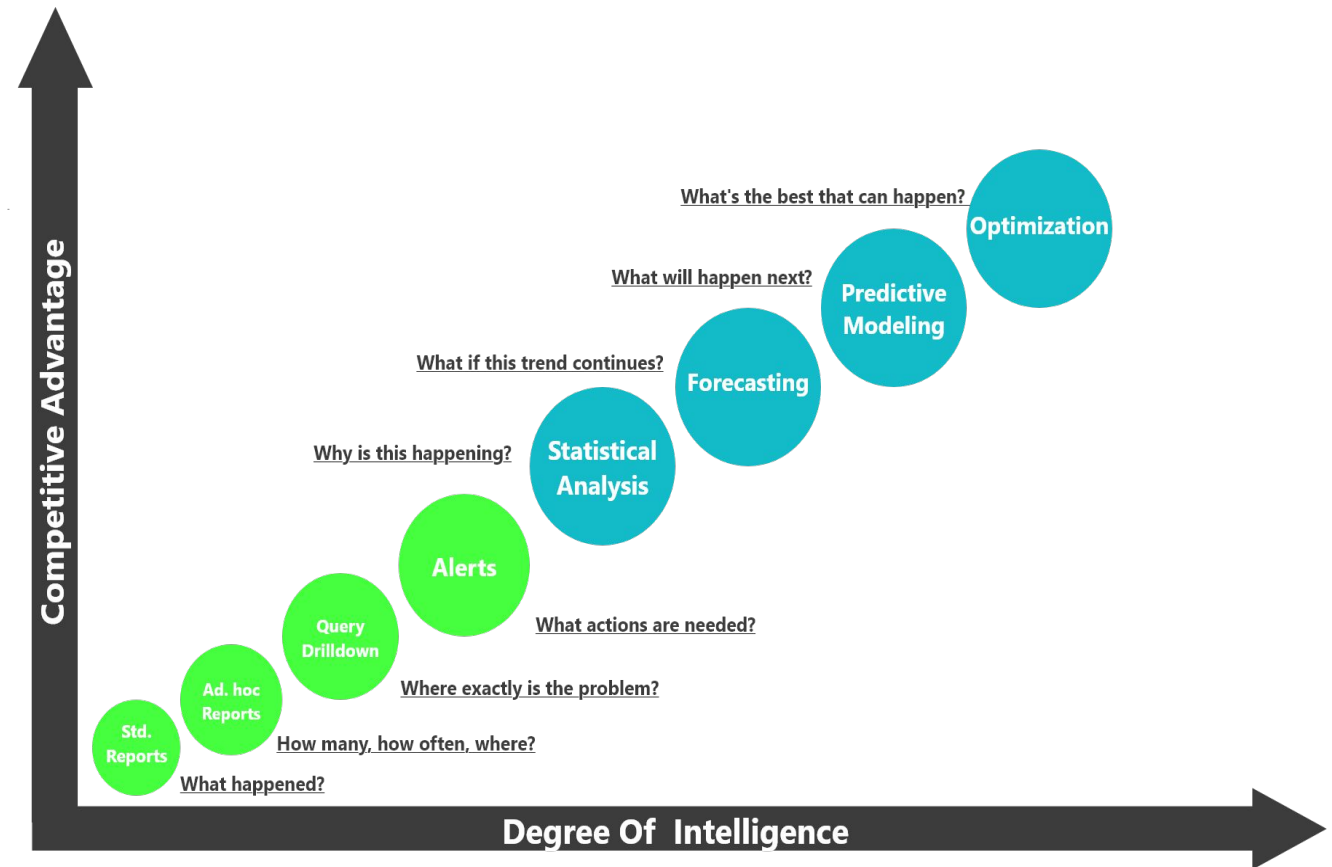 What's the best that can happen?
Optimization
What will happen next?
Predictive
Modeling
What if this trend continues?
Forecasting
Why is this happening?
Statistical
Analysis
Alerts
What actions are needed?
Query
Drilldown
Where exactly is the problem?
Ad. hoc
Reports
How many, how often, where?
Std.
Reports
What happened?
Competitive Advantage
Degree Of  Intelligence